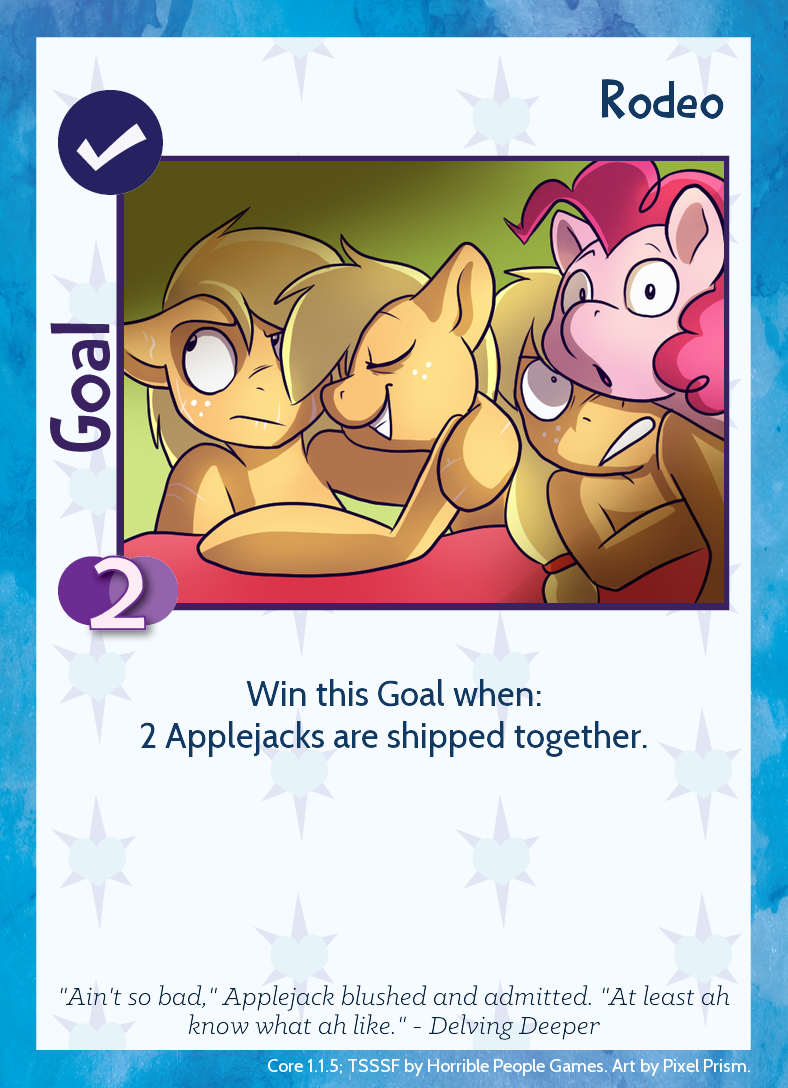 Rodeo
Goal
2
Win this Goal when:
2 Applejacks are shipped together.
"Ain't so bad," Applejack blushed and admitted. "At least ah
know what ah like." - Delving Deeper
Core 1.1.5; TSSSF by Horrible People Games. Art by Pixel Prism.